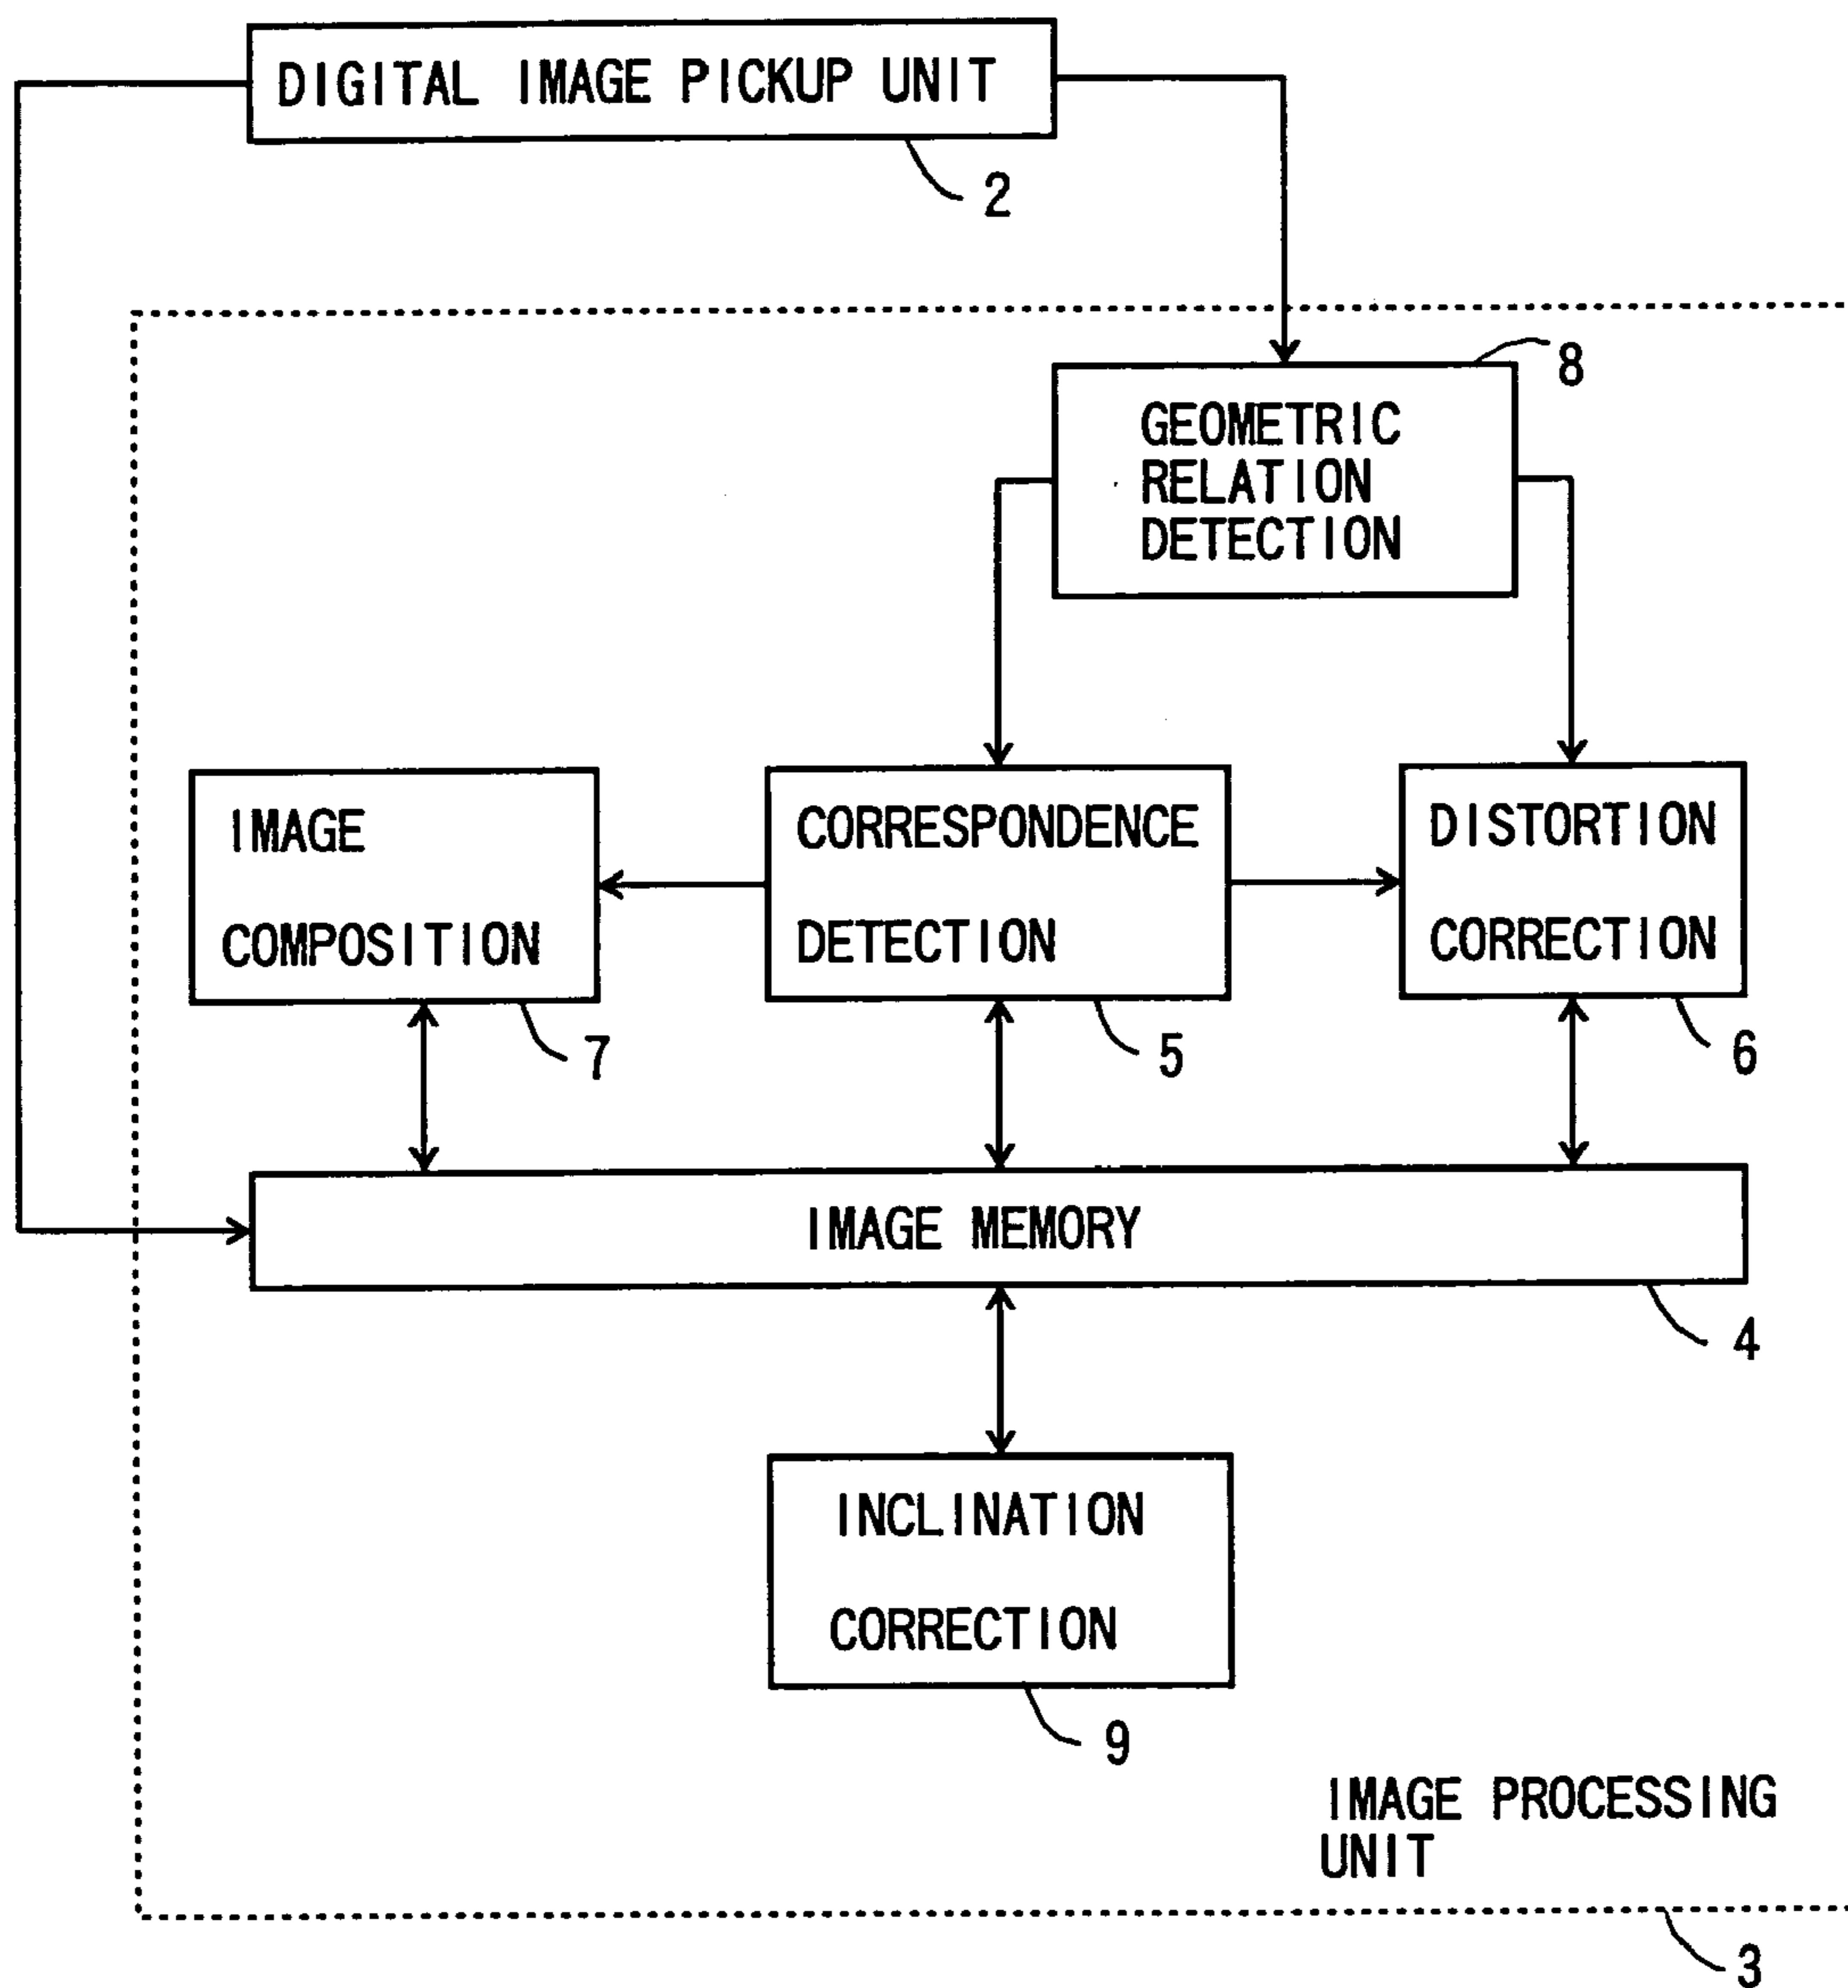 DIGITAL IMAGE PICKUP UNIT
2
8
GEOMETRIC
RELATION
DETECTION
IMAGE
COMPOSITION
7
CORRESPONDENCE
DETECTION
5
DISTORTION
CORRECTION
6
IMAGE MEMORY
4
INCLINATION
CORRECTION
9
IMAGE PROCESSING
UNIT
3